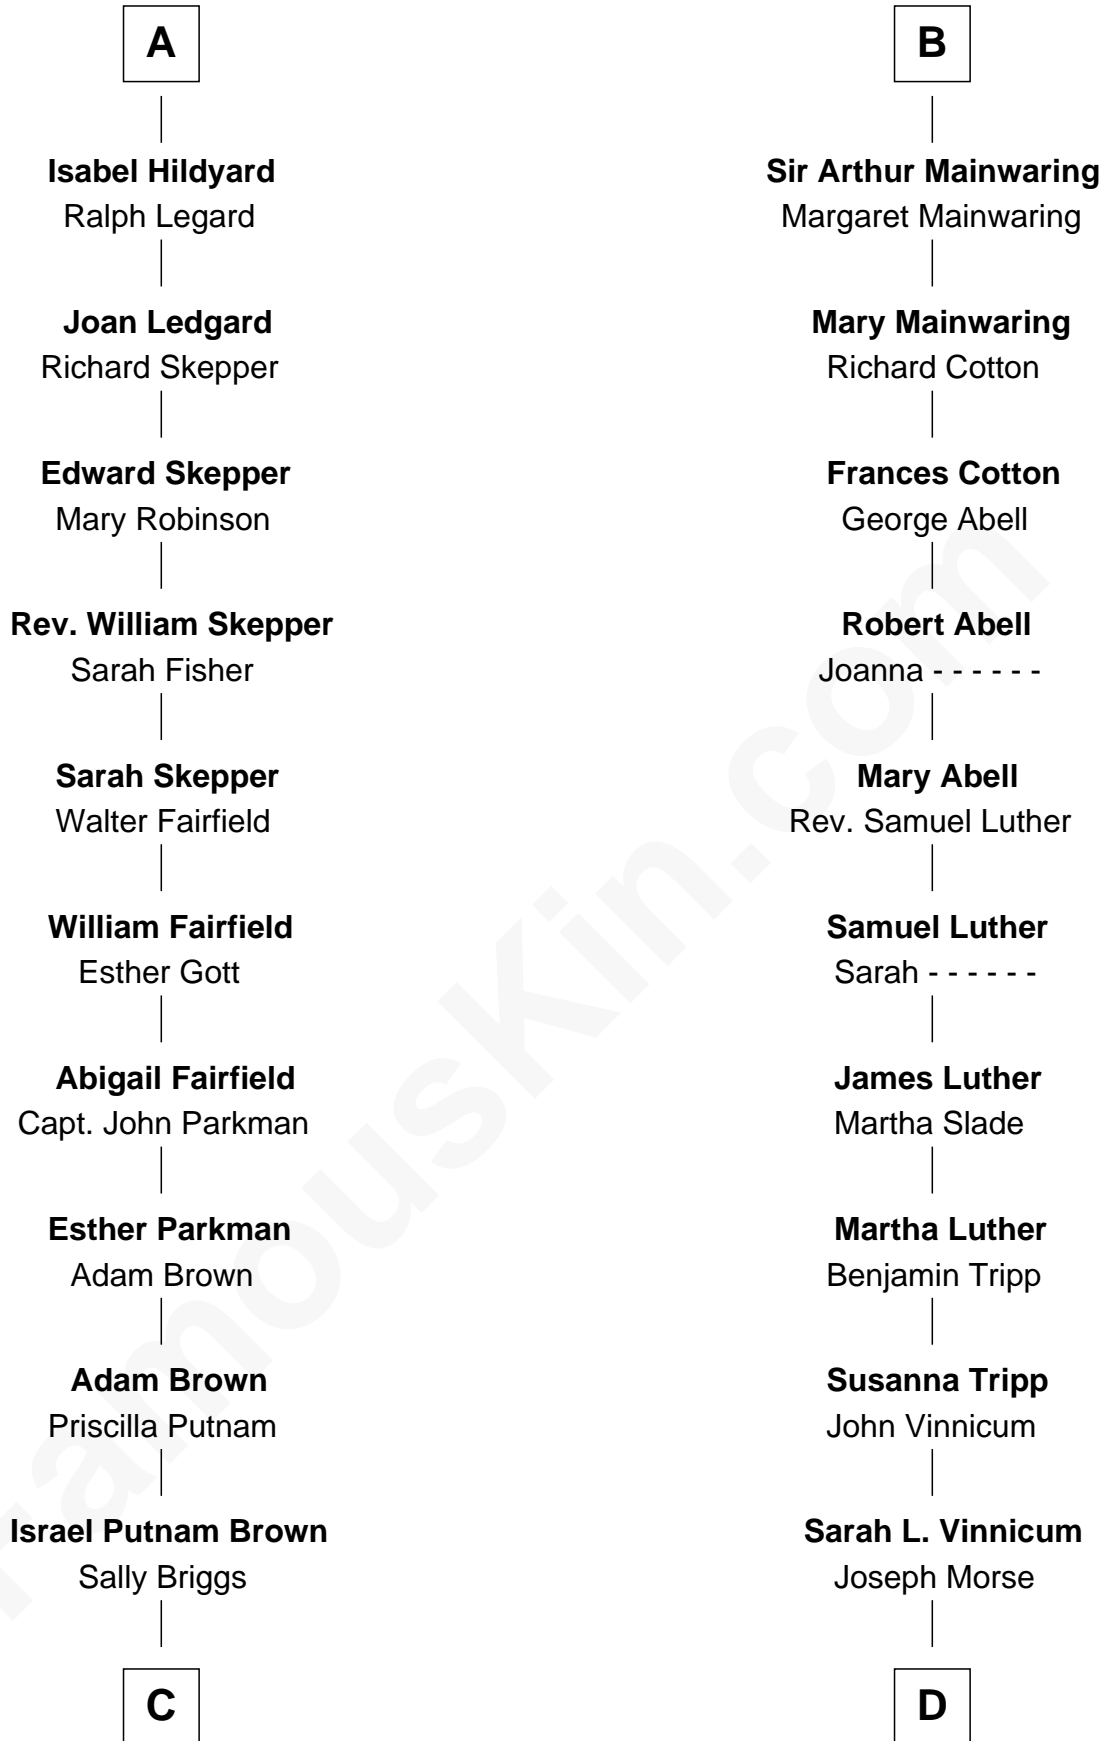 A
Isabel Hildyard
Ralph Legard
Joan Ledgard
Richard Skepper
Edward Skepper
Mary Robinson
Rev. William Skepper
Sarah Fisher
Sarah Skepper
Walter Fairfield
William Fairfield
Esther Gott
Abigail Fairfield
Capt. John Parkman
Esther Parkman
Adam Brown
Adam Brown
Priscilla Putnam
Israel Putnam Brown
Sally Briggs
C
B
Sir Arthur Mainwaring
Margaret Mainwaring
Mary Mainwaring
Richard Cotton
Frances Cotton
George Abell
Robert Abell
Joanna - - - - - -
Mary Abell
Rev. Samuel Luther
Samuel Luther
Sarah - - - - - -
James Luther
Martha Slade
Martha Luther
Benjamin Tripp
Susanna Tripp
John Vinnicum
Sarah L. Vinnicum
Joseph Morse
D
FamousKin.com